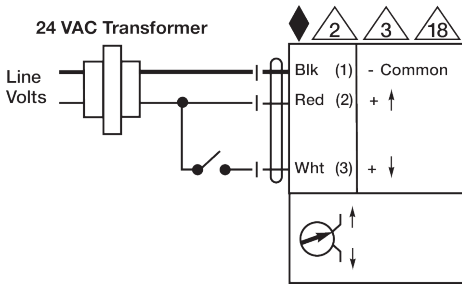 24 VAC Transformer
2 3 18
Line
Volts
Blk (1) - Common
Red (2) + ↑
Wht (3) + ↓